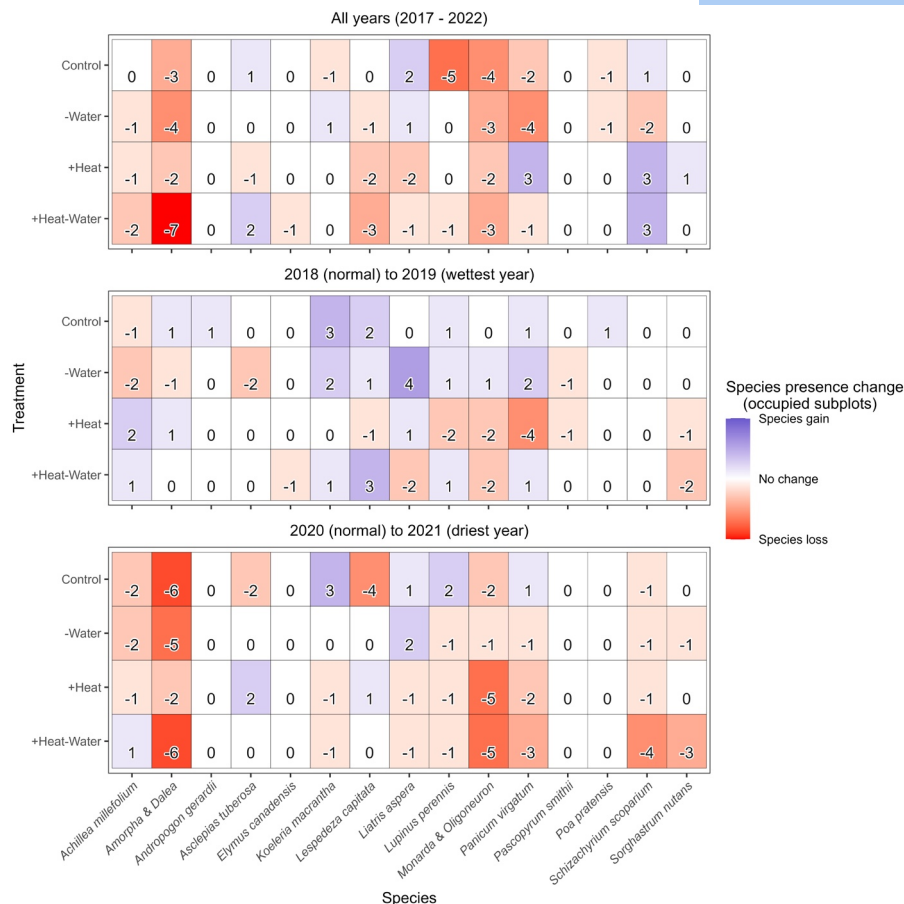 All years (2017 - 2022)
Control 0 -3 0 1 0 -1 0 2 -5 -4 -2 0 -1 1 0
-Water -1 -4 0 0 0 1 -1 1 0 -3 -4 0 -1 -2 0
+Heat -1 -2 0 -1 0 0 -2 -2 0 -2 3 0 0 3 1
+Heat-Water -2 -7 0 2 -1 0 -3 -1 -1 -3 -1 0 0 3 0
2018 (normal) to 2019 (wettest year)
Control -1 1 1 0 0 3 2 0 1 0 1 0 1 0 0
-Water -2 -1 0 -2 0 2 1 4 1 1 2 -1 0 0 0
+Heat 2 1 0 0 0 0 -1 1 -2 -2 -4 -1 0 0 -1
+Heat-Water 1 0 0 0 -1 1 3 -2 1 -2 1 0 0 0 -2
2020 (normal) to 2021 (driest year)
Control -2 -6 0 -2 0 3 -4 1 2 -2 1 0 0 -1 0
-Water -2 -5 0 0 0 0 0 2 -1 -1 -1 0 0 -1 -1
+Heat -1 -2 0 2 0 -1 1 -1 -1 -5 -2 0 0 -1 0
+Heat-Water 1 -6 0 0 0 -1 0 -1 -1 -5 -3 0 0 -4 -3
Achillea millefolium
Amorpha & Dalea
Andropogon gerardii
Asclepias tuberosa
Elymus canadensis
Koeleria macrantha
Lespedeza capitata
Liatris aspera
Lupinus perennis
Monarda & Oligoneuron
Panicum virgatum
Pascopyrum smithii
Poa pratensis
Schizachyrium scoparium
Sorghastrum nutans
Species
Treatment
Species presence change
(occupied subplots)
Species gain
No change
Species loss